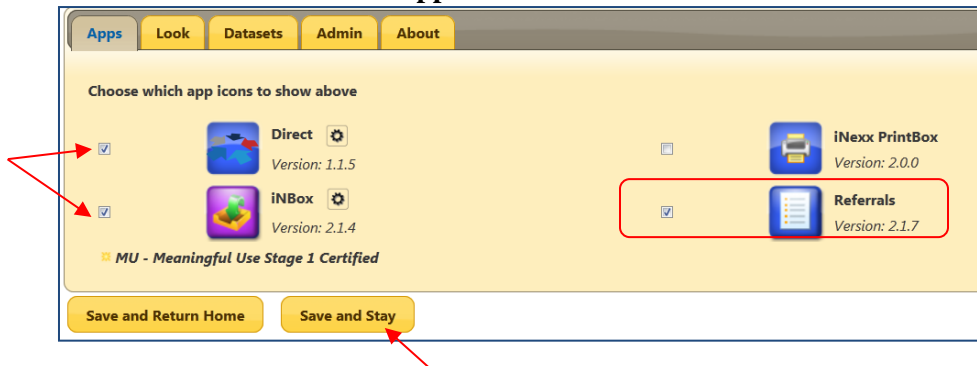 Apps Look Datasets Admin About
Choose which app icons to show above
Direct
Version: 1.1.5
iNexx PrintBox
Version: 2.0.0
iNBox
Version: 2.1.4
Referrals
Version: 2.1.7
MU - Meaningful Use Stage 1 Certified
Save and Return Home Save and Stay